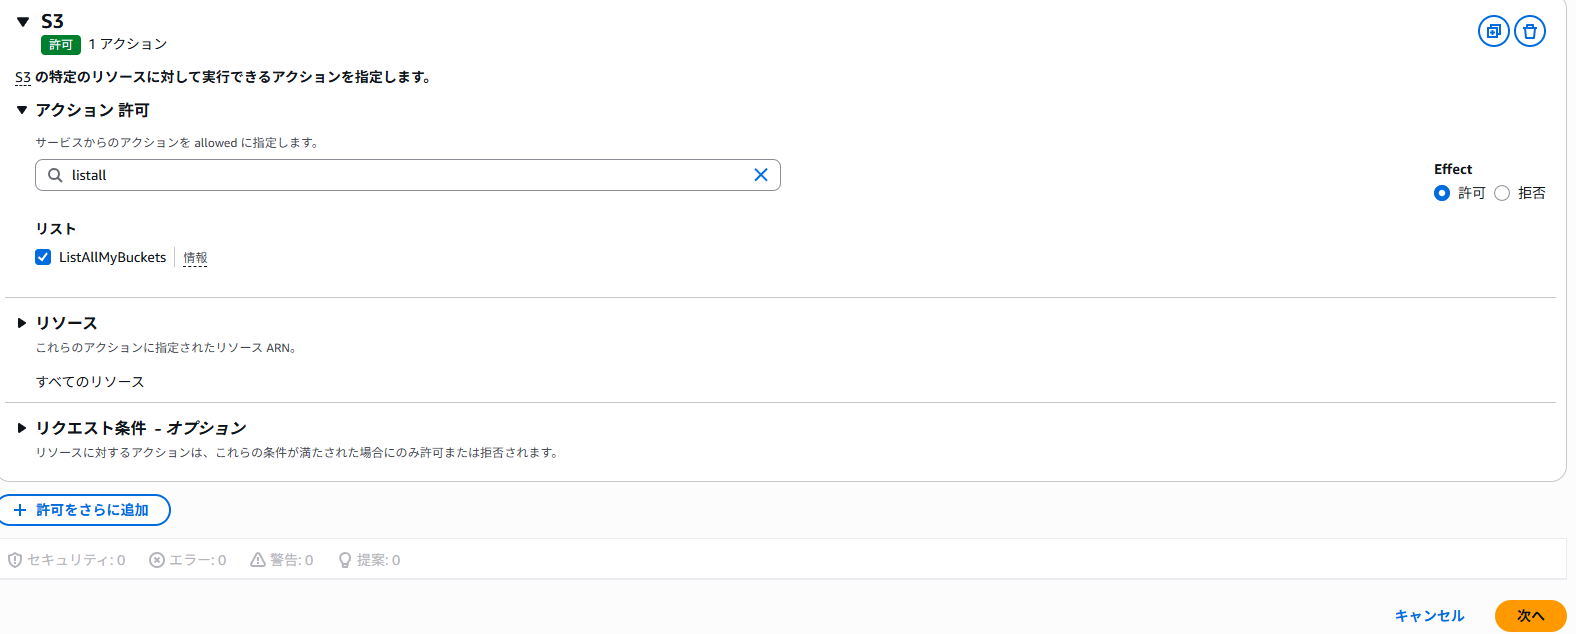 S3
許可 1 アクション
S3 の特定のリソースに対して実行できるアクションを指定します。
アクション 許可
サービスからのアクションを allowed に指定します。
listall
Effect
許可 拒否
リスト
ListAllMyBuckets 情報
リソース
これらのアクションに指定されたリソース ARN。
すべてのリソース
リクエスト条件 - オプション
リソースに対するアクションは、これらの条件が満たされた場合にのみ許可または拒否されます。
許可をさらに追加
セキュリティ: 0 エラー: 0 警告: 0 提案: 0
キャンセル 次へ